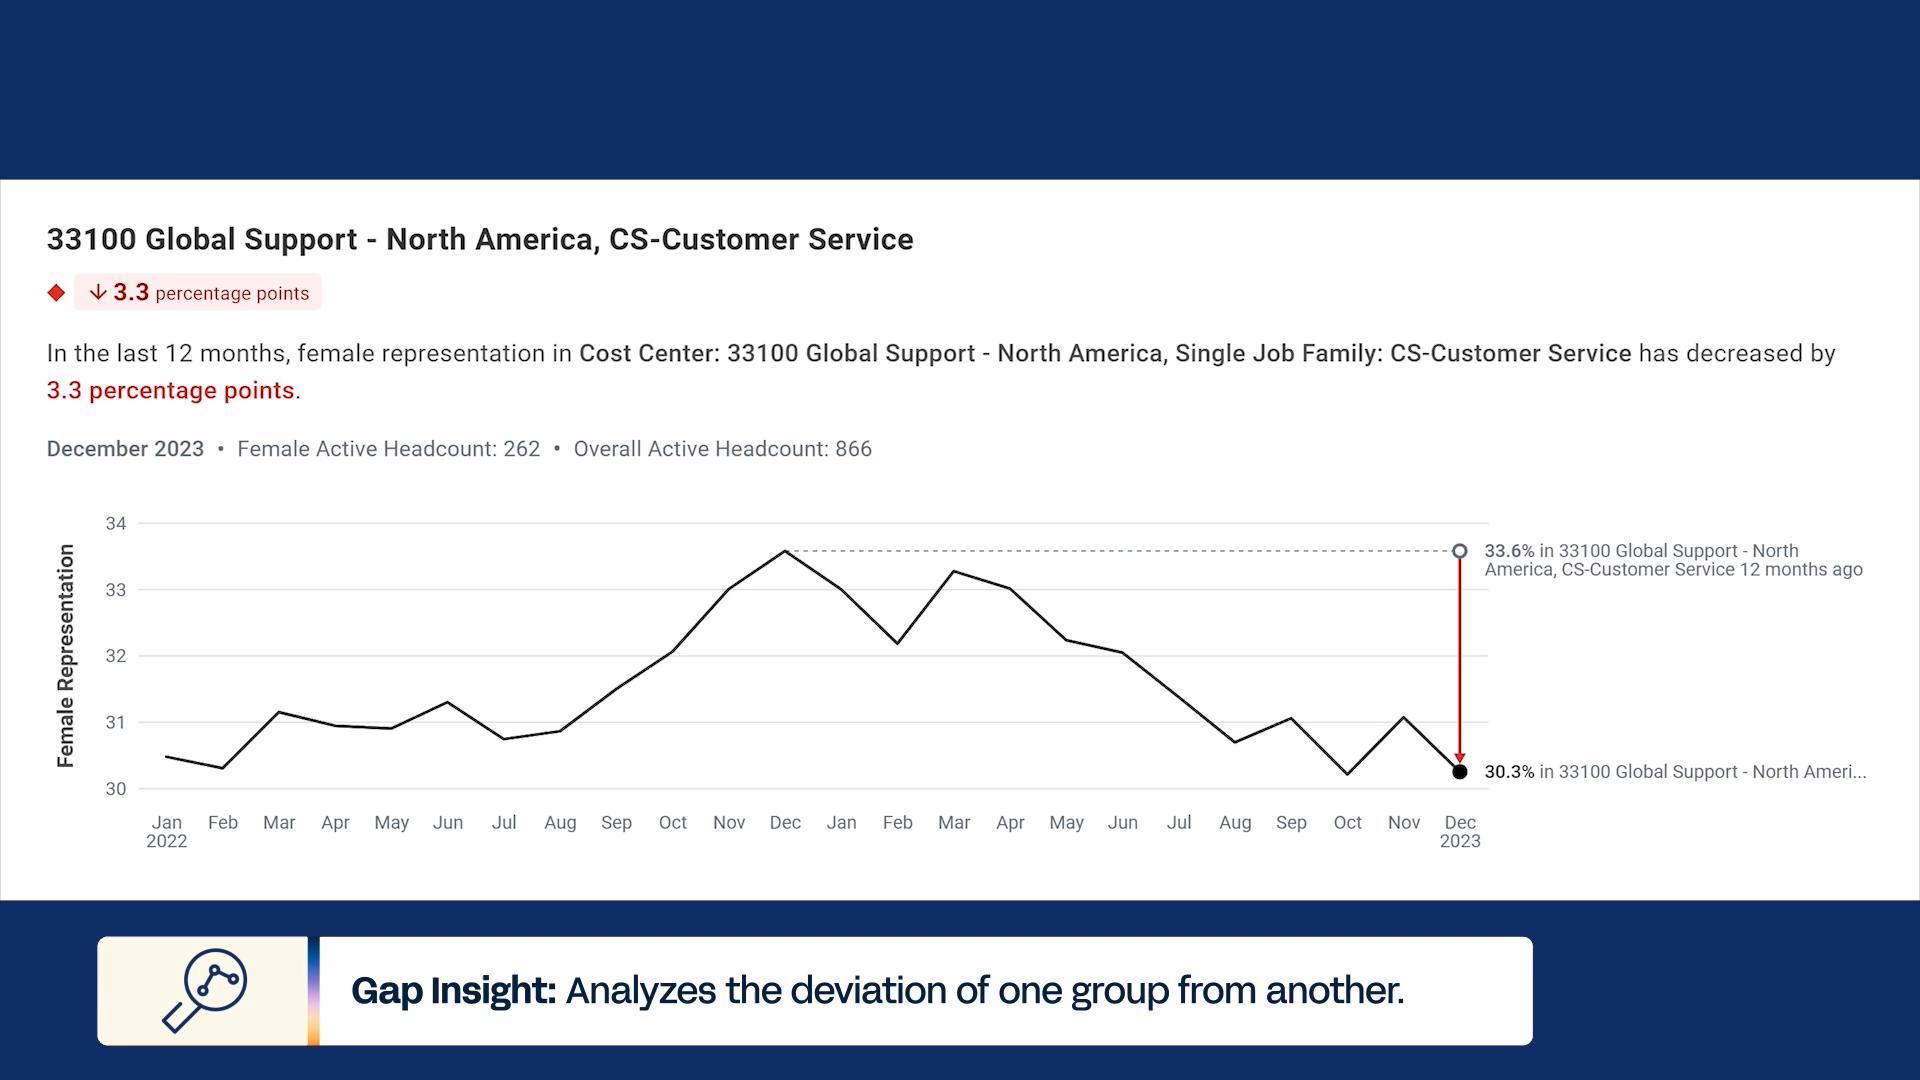 33100 Global Support - North America, CS-Customer Service
↓ 3.3 percentage points
In the last 12 months, female representation in Cost Center: 33100 Global Support - North America, Single Job Family: CS-Customer Service has decreased by
3.3 percentage points.
December 2023 • Female Active Headcount: 262 • Overall Active Headcount: 866
Female Representation
34
33
32
31
30
33.6% in 33100 Global Support - North
America, CS-Customer Service 12 months ago
30.3% in 33100 Global Support - North Ameri...
Jan Feb Mar Apr May Jun Jul Aug Sep Oct Nov Dec Jan Feb Mar Apr May Jun Jul Aug Sep Oct Nov Dec
2022 2023
Gap Insight: Analyzes the deviation of one group from another.